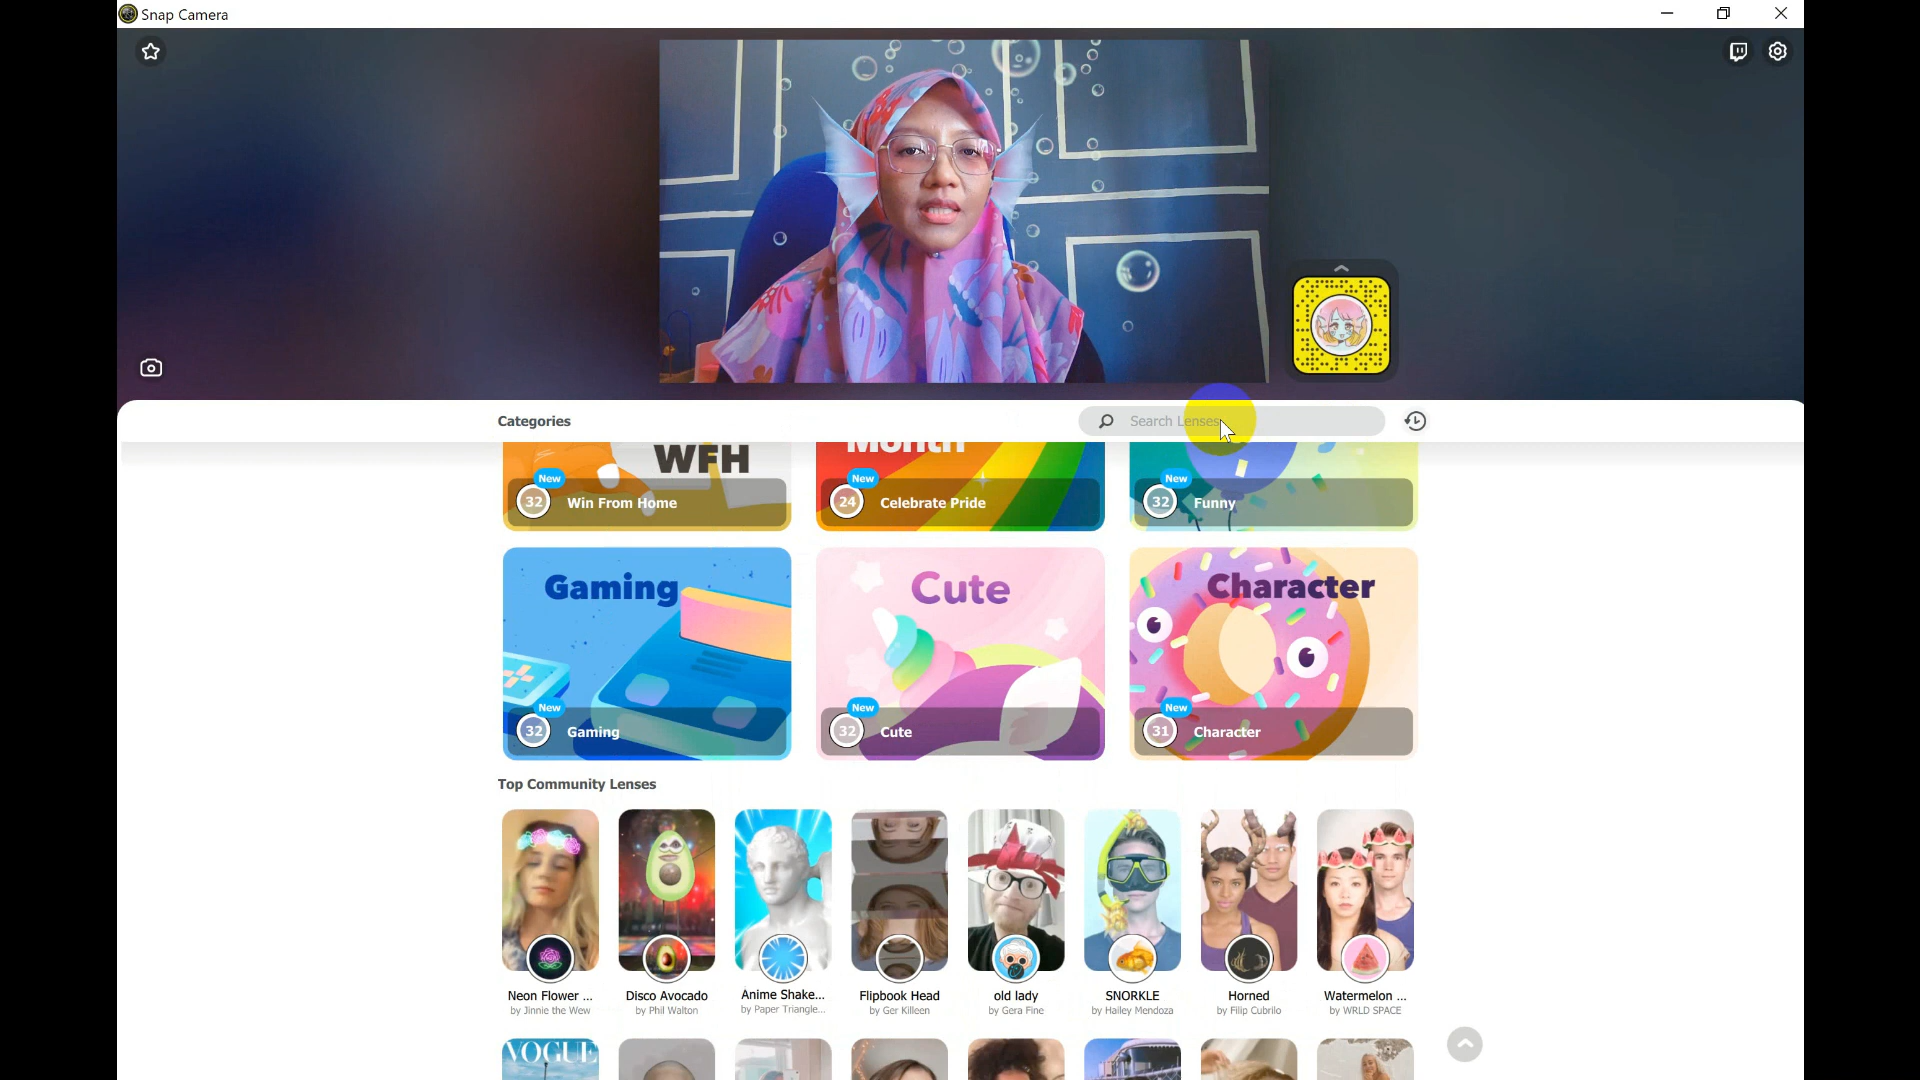 Snap Camera
Categories
Search Lenses
WFH
Month
New
32
Win From Home
New
24
Celebrate Pride
New
32
Funny
Gaming
Cute
Character
New
32
Gaming
New
32
Cute
New
31
Character
Top Community Lenses
Neon Flower ...
by Jinnie the Wew
Disco Avocado
by Phil Walton
Anime Shake...
by Paper Triangle...
Flipbook Head
by Ger Killeen
old lady
by Gera Fine
SNORKLE
by Hailey Mendoza
Horned
by Filip Cubrilo
Watermelon ...
by WRLD SPACE
VOGUE